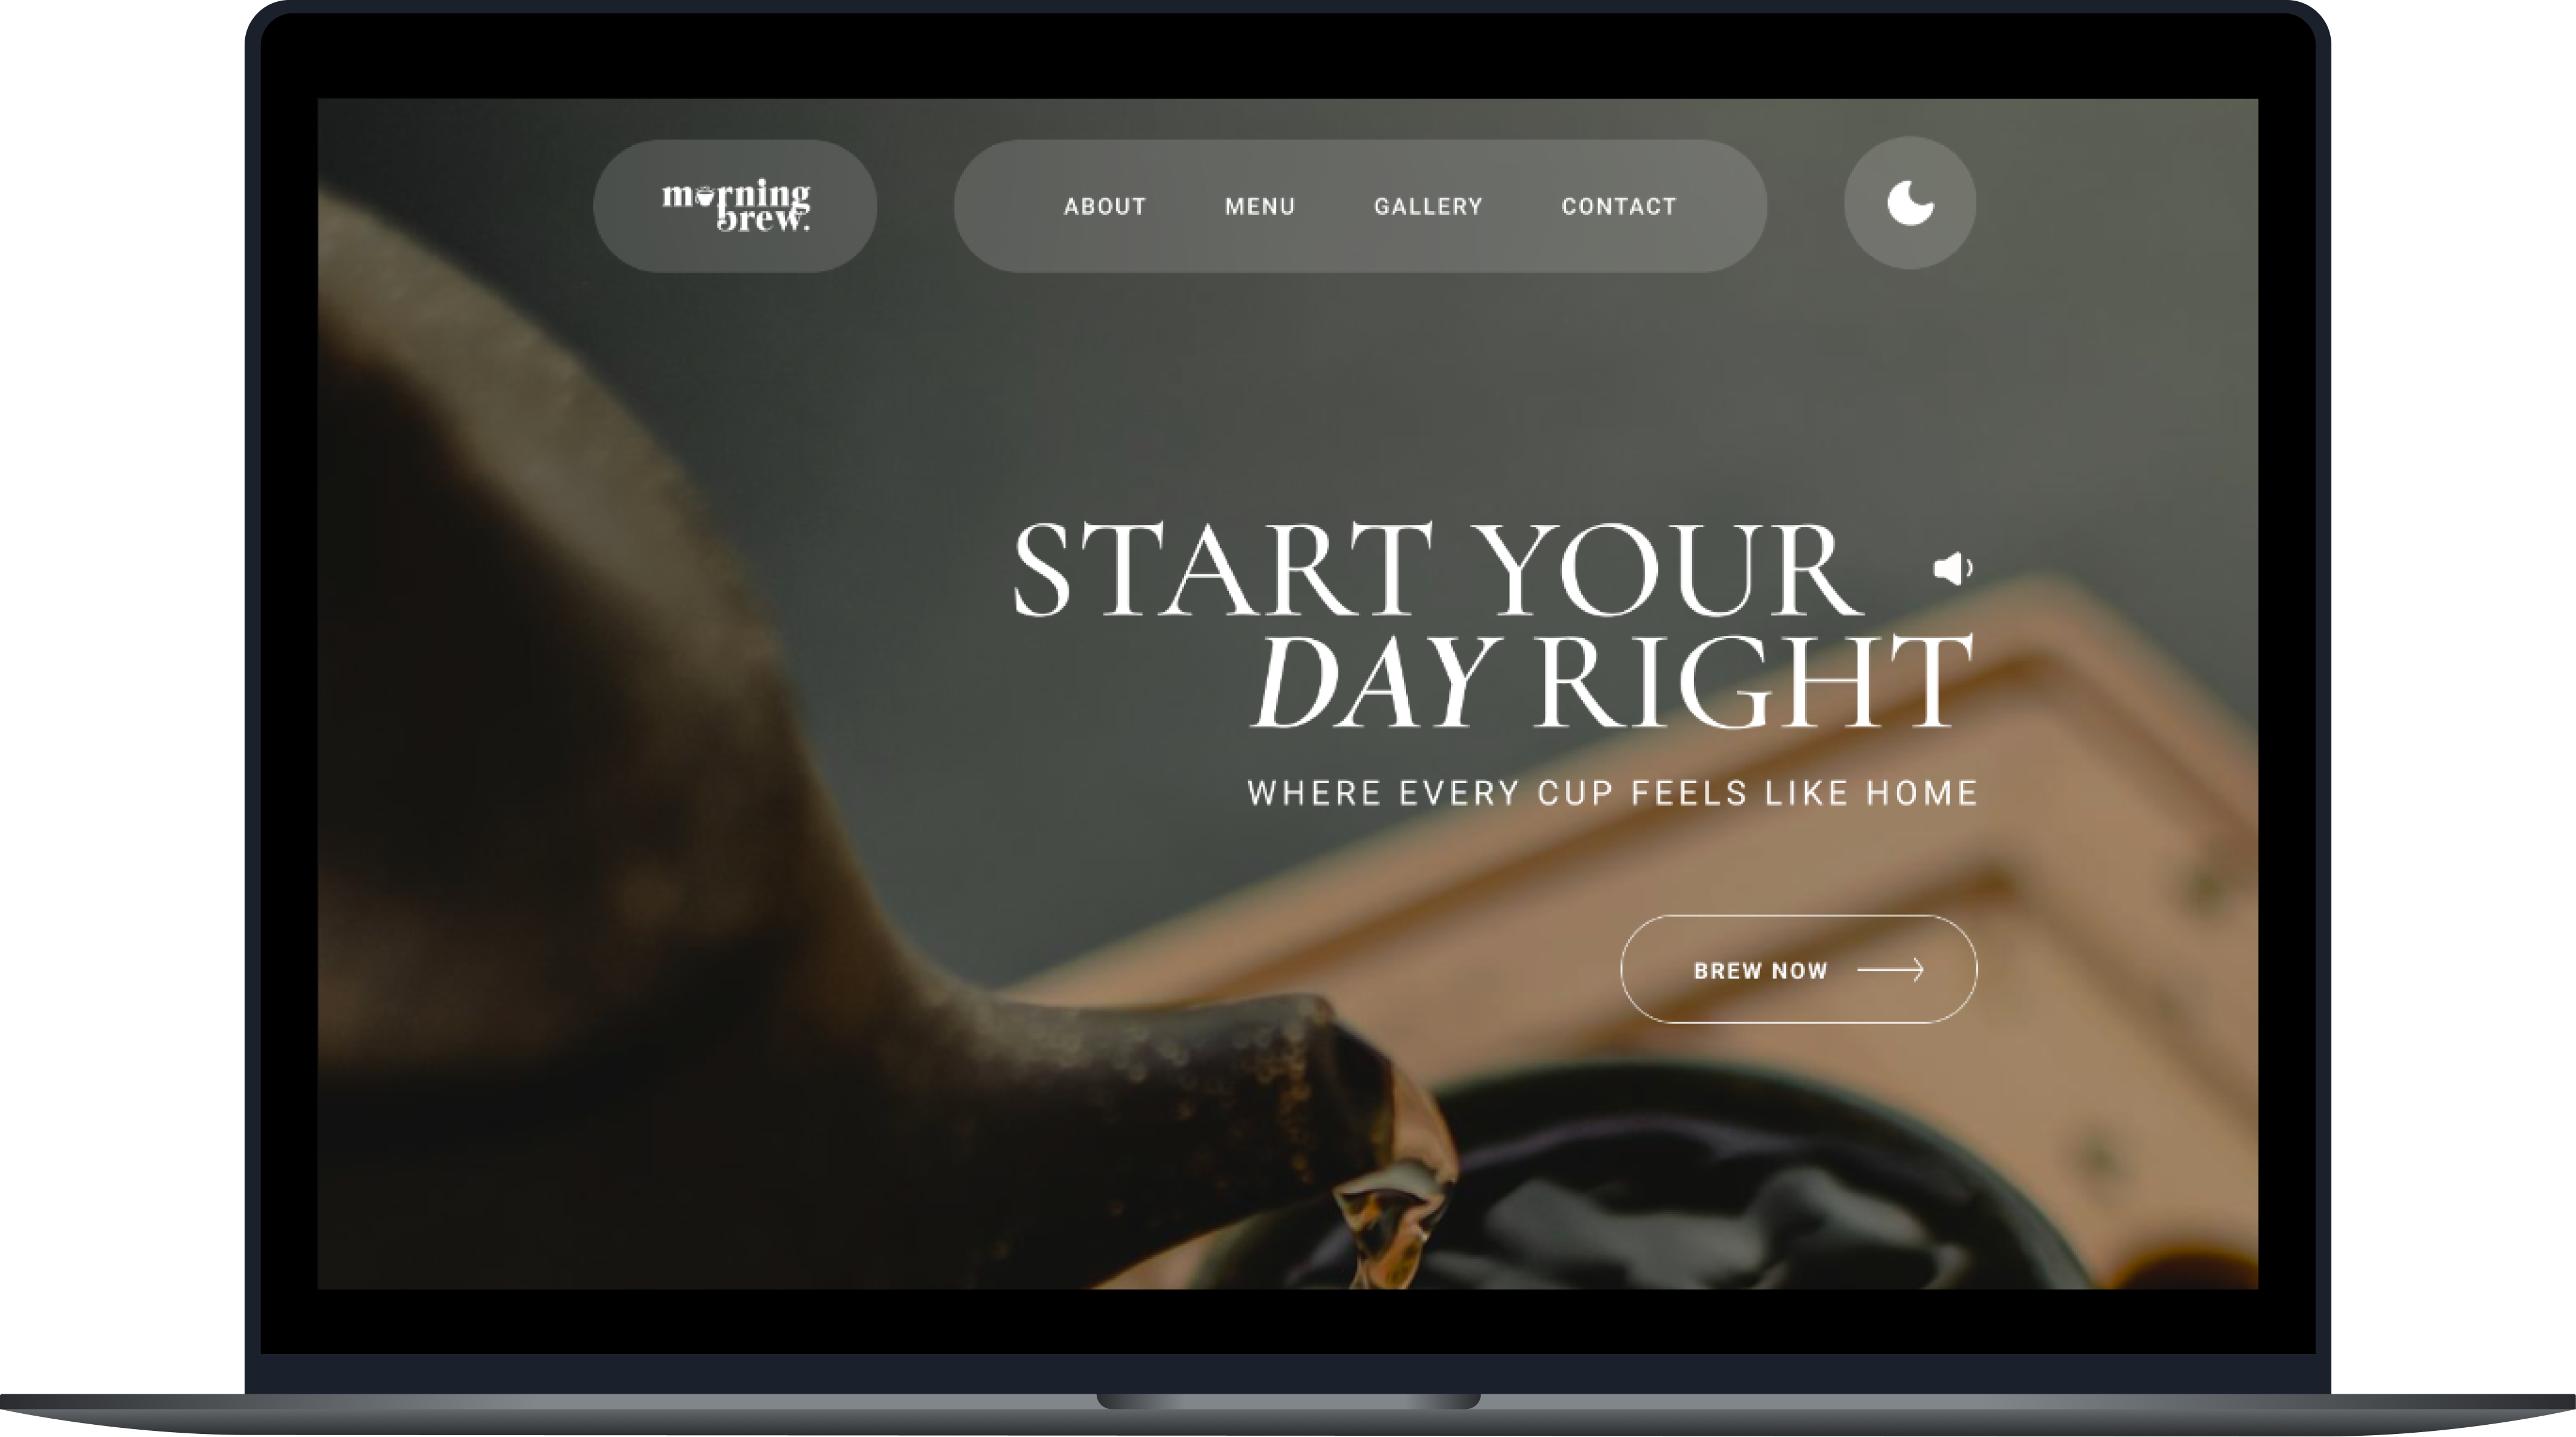 morning
brew.
ABOUT MENU GALLERY CONTACT
START YOUR
DAY RIGHT
WHERE EVERY CUP FEELS LIKE HOME
BREW NOW